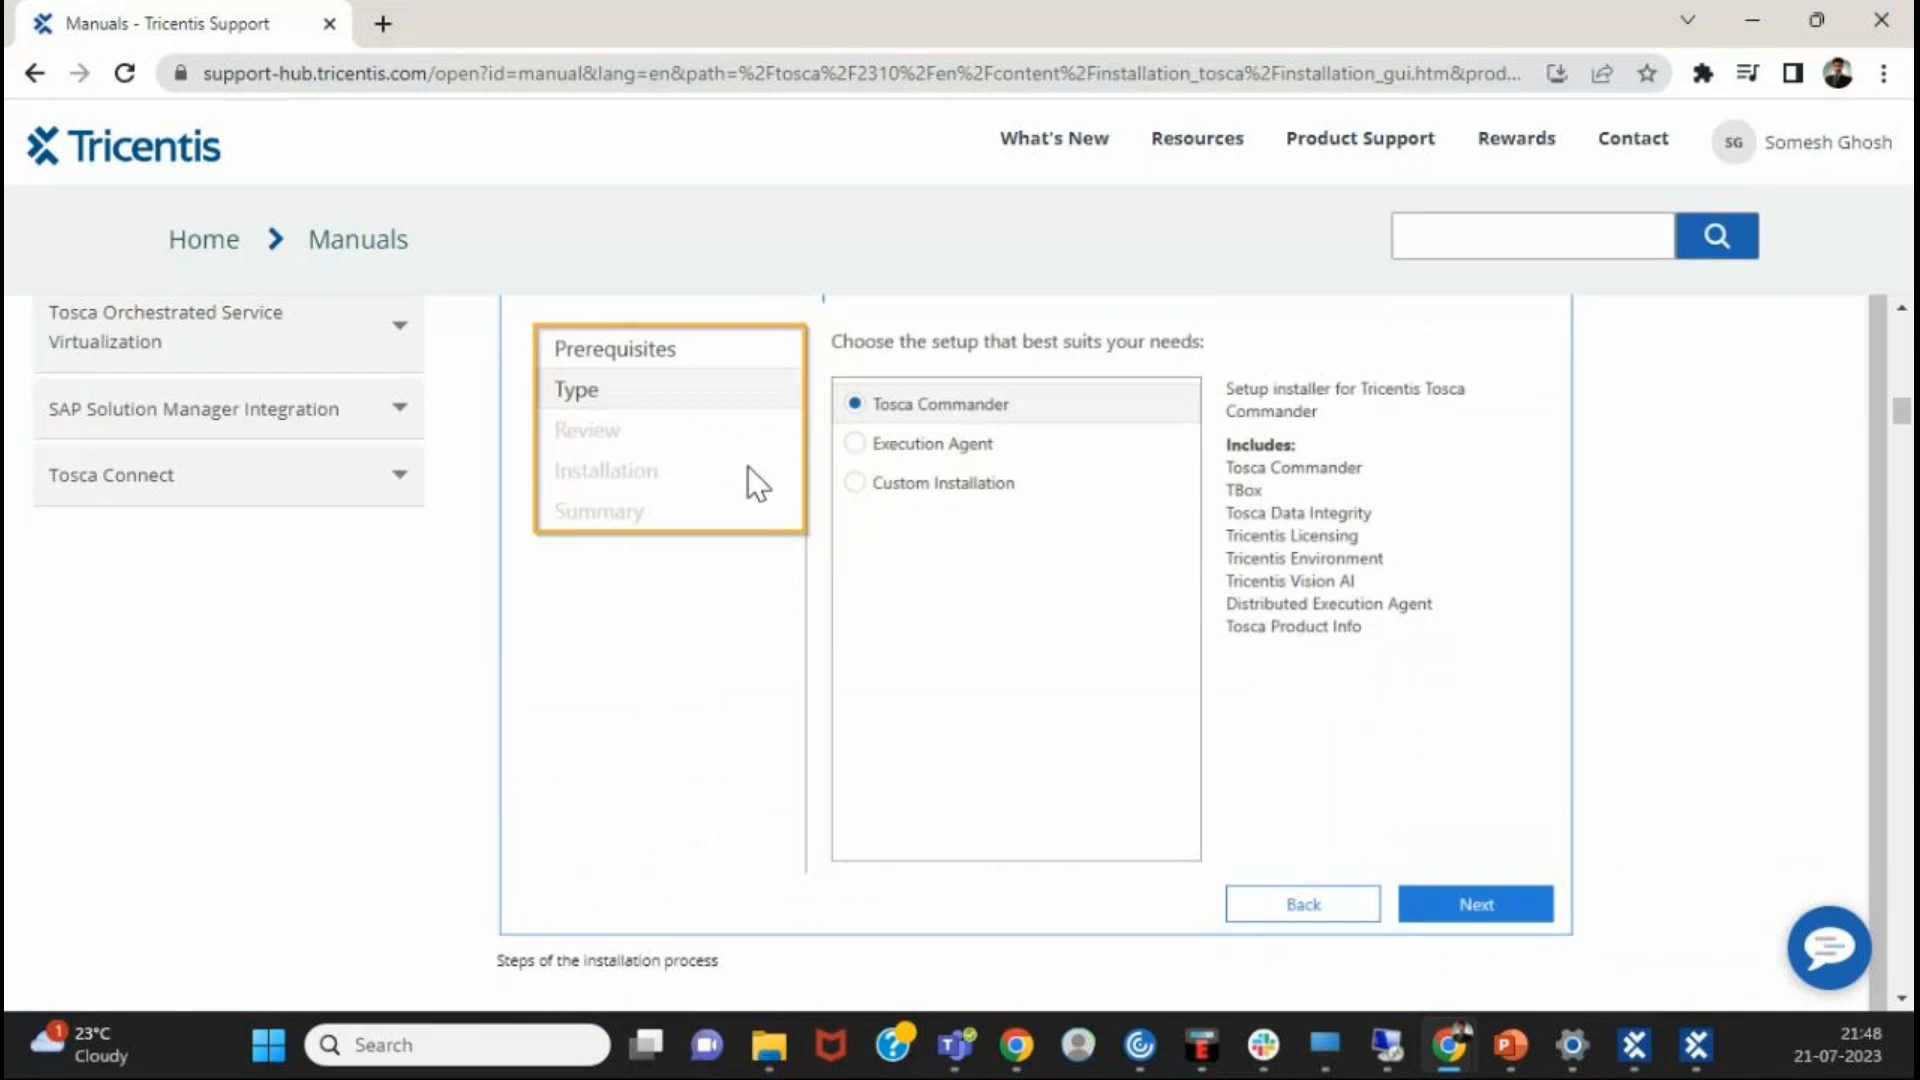 Manuals - Tricentis Support
support-hub.tricentis.com/open?id=manual&lang=en&path=%2Ftosca%2F2310%2Fen%2Fcontent%2Finstallation_tosca%2Finstallation_gui.htm&prod...
Tricentis
What's New
Resources
Product Support
Rewards
Contact
SG
Somesh Ghosh
Home
Manuals
Tosca Orchestrated Service
Virtualization
SAP Solution Manager Integration
Tosca Connect
Prerequisites
Type
Review
Installation
Summary
Choose the setup that best suits your needs:
Tosca Commander
Execution Agent
Custom Installation
Setup installer for Tricentis Tosca
Commander
Includes:
Tosca Commander
TBox
Tosca Data Integrity
Tricentis Licensing
Tricentis Environment
Tricentis Vision AI
Distributed Execution Agent
Tosca Product Info
Back
Next
Steps of the installation process
1
23°C
Cloudy
Search
21:48
21-07-2023